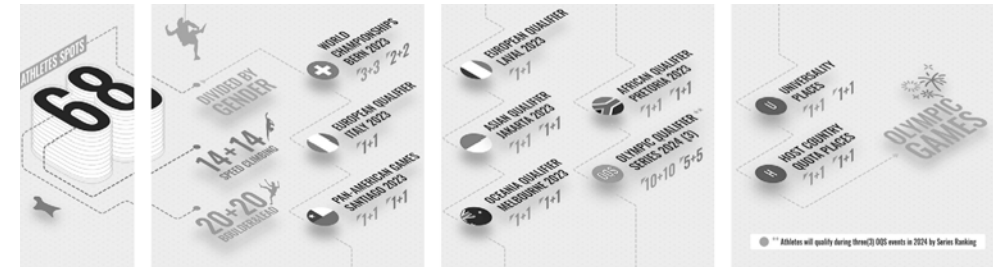 ATHLETES SPOTS
68
DIVIDED BY
GENDER
14+14
SPEED CLIMBING
20+20
BOULDER&LEAD
WORLD
CHAMPIONSHIPS
BERN 2023
3+3 2+2
EUROPEAN QUALIFIER
ITALY 2023
1+1
PAN-AMERICAN GAMES
SANTIAGO 2023
1+1 1+1
EUROPEAN QUALIFIER
LAVAL 2023
1+1
ASIAN QUALIFIER
JAKARTA 2023
1+1 1+1
OCEANIA QUALIFIER
MELBOURNE 2023
1+1 1+1
AFRICAN QUALIFIER
PRETORIA 2023
1+1 1+1
OQS
OLYMPIC QUALIFIER**
SERIES 2024 (3)
10+10 5+5
U
UNIVERSALITY
PLACES
1+1 1+1
H
HOST COUNTRY
QUOTA PLACES
1+1 1+1
OLYMPIC
GAMES
** Athletes will qualify during three(3) OQS events in 2024 by Series Ranking